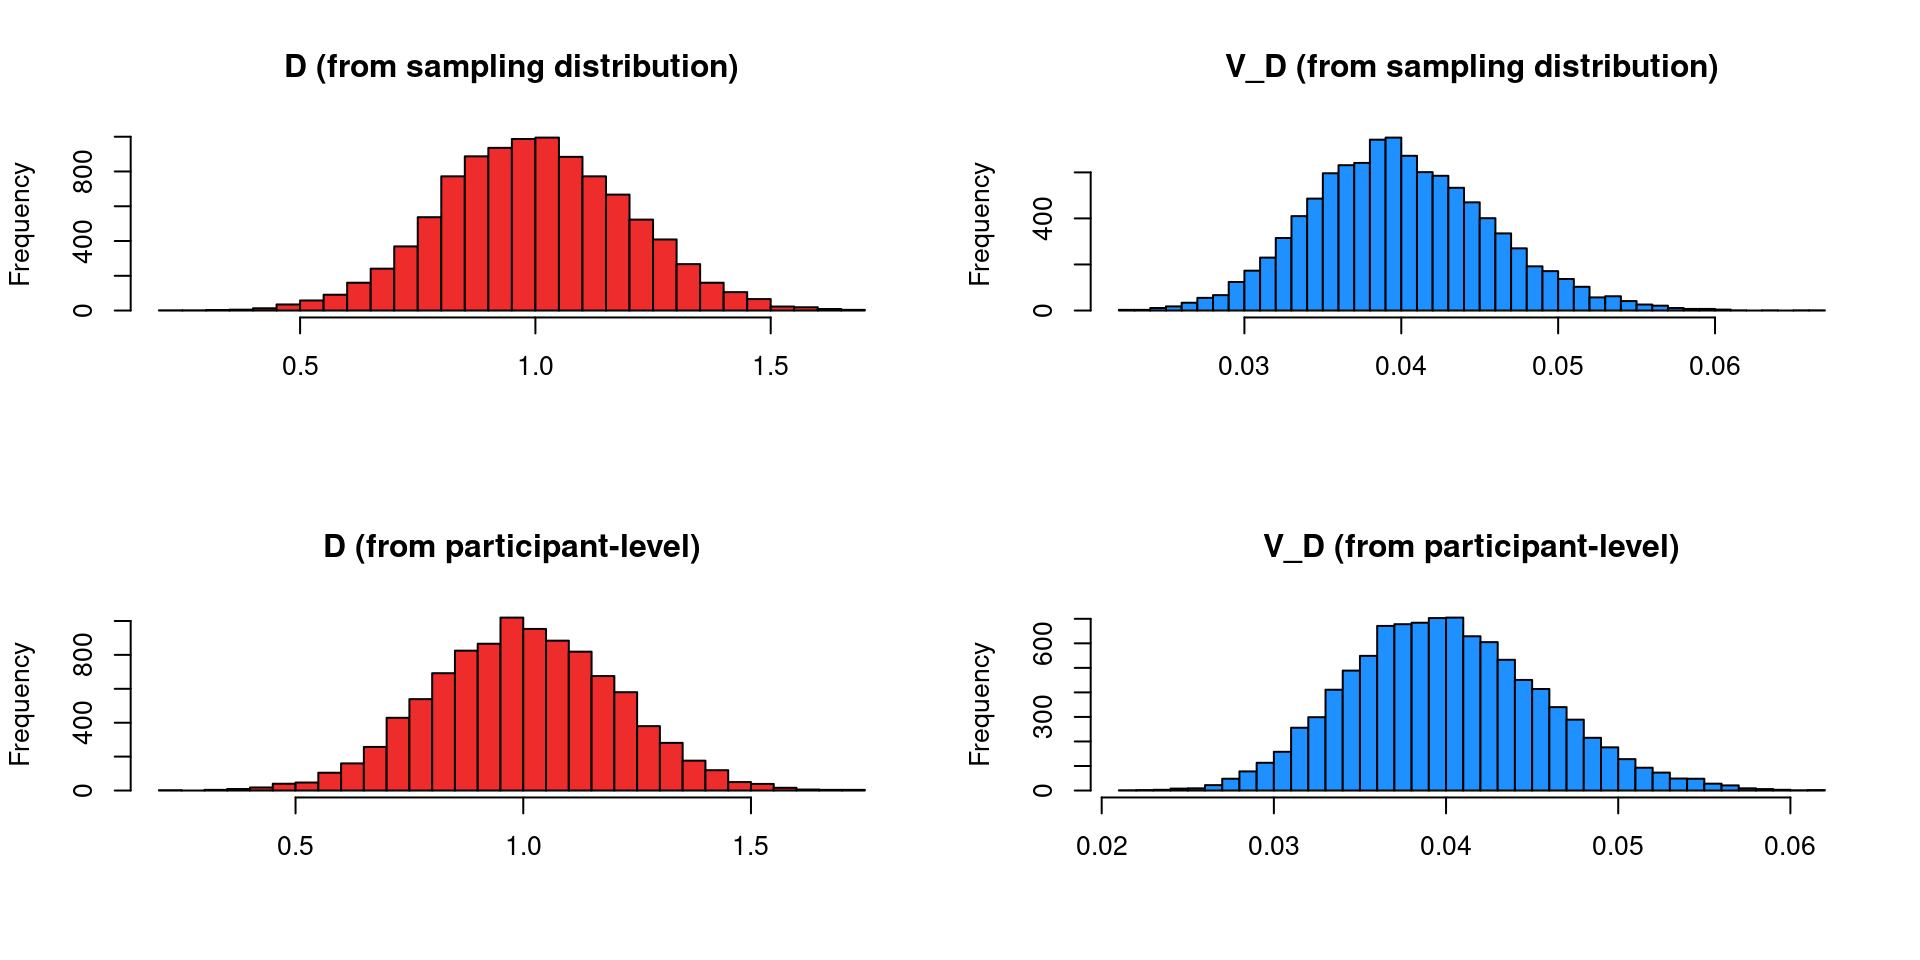 D (from sampling distribution)
Frequency
0 400 800
0.5 1.0 1.5
V_D (from sampling distribution)
Frequency
0 400
0.03 0.04 0.05 0.06
D (from participant-level)
Frequency
0 400 800
0.5 1.0 1.5
V_D (from participant-level)
Frequency
0 300 600
0.02 0.03 0.04 0.05 0.06